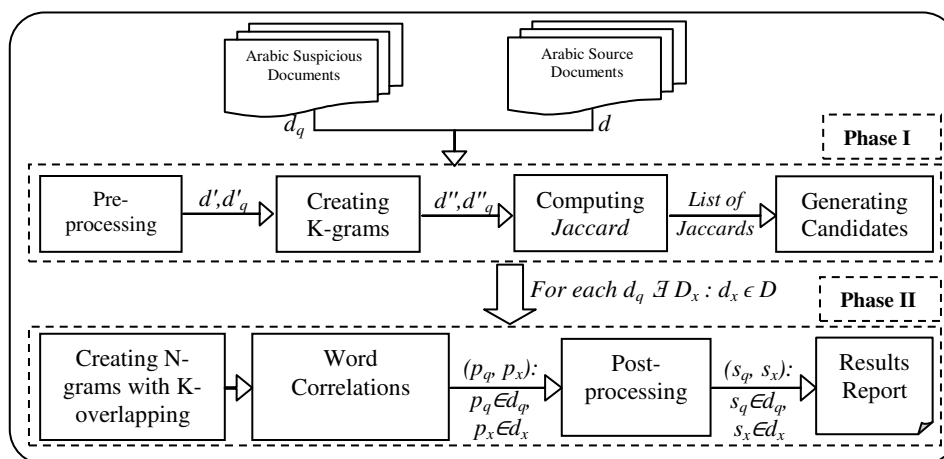 Arabic Suspicious
Documents
Arabic Source
Documents
d_q
d
Phase I
Pre-
processing
d′,d′_q
Creating
K-grams
d″,d″_q
Computing
Jaccard
List of
Jaccards
Generating
Candidates
For each d_q ∃ D_x : d_x ϵ D
Phase II
Creating N-
grams with K-
overlapping
Word
Correlations
(p_q, p_x):
p_q∈d_q,
p_x∈d_x
Post-
processing
(s_q, s_x):
s_q∈d_q,
s_x∈d_x
Results
Report